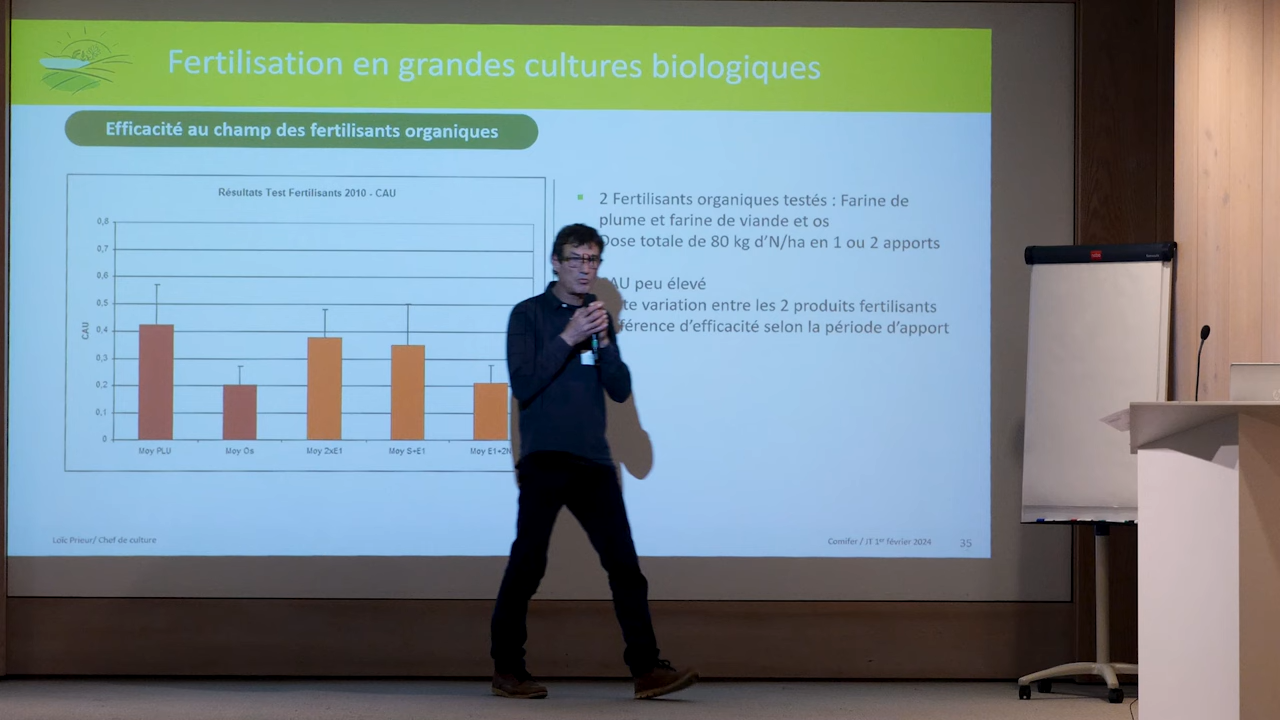 Fertilisation en grandes cultures biologiques
Efficacité au champ des fertilisants organiques
Résultats Test Fertilisants 2010 - CAU
0,8
0,7
0,6
0,5
0,4
0,3
0,2
0,1
0
CAU
Moy PLU
Moy Os
Moy 2xE1
Moy S+E1
Moy E1+2N
2 Fertilisants organiques testés : Farine de
plume et farine de viande et os
Dose totale de 80 kg d'N/ha en 1 ou 2 apports
AU peu élevé
te variation entre les 2 produits fertilisants
férence d'efficacité selon la période d'apport
Loïc Prieur/ Chef de culture
Comifer / JT 1er février 2024
35